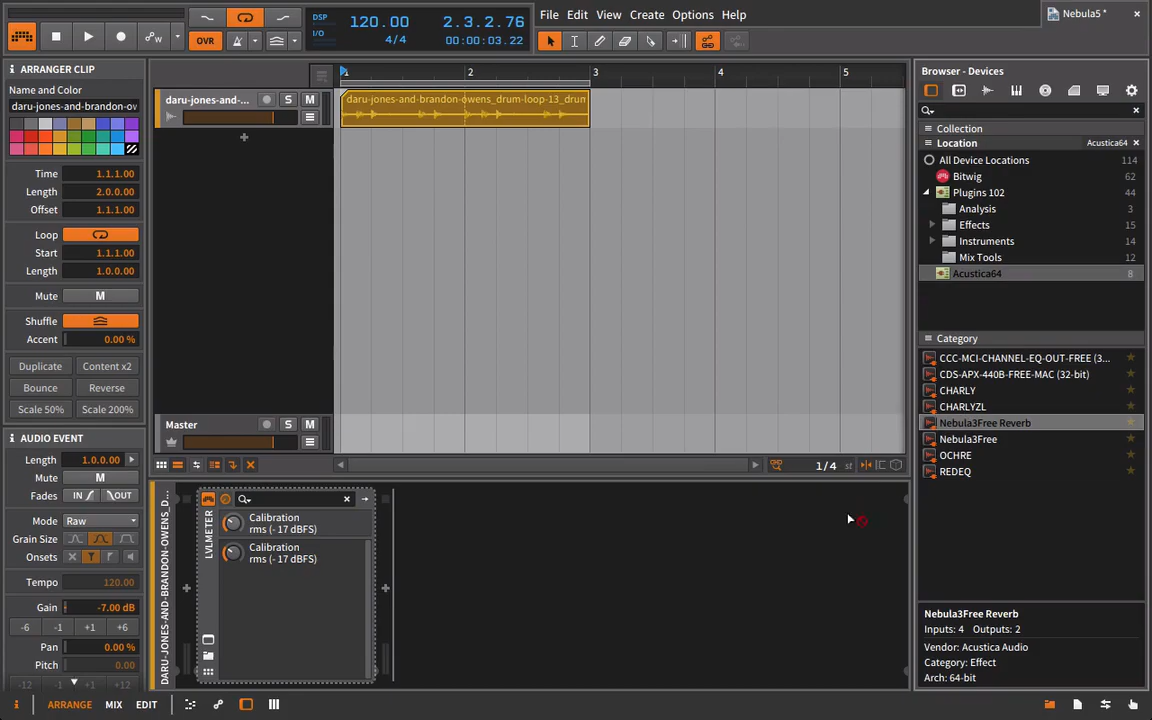 DSP
I/O
120.00
4/4
2.3.2.76
00:00:03.22
File Edit View Create Options Help
Nebula5 *
OVR
ARRANGER CLIP
Name and Color
daru-jones-and-brandon-ov
Time 1.1.1.00
Length 2.0.0.00
Offset 1.1.1.00
Loop
Start 1.1.1.00
Length 1.0.0.00
Mute M
Shuffle
Accent 0.00 %
Duplicate Content x2
Bounce Reverse
Scale 50% Scale 200%
AUDIO EVENT
Length 1.0.0.00
Mute M
Fades IN OUT
Mode Raw
Grain Size
Onsets
Tempo 120.00
Gain -7.00 dB
-6 -1 +1 +6
Pan 0.00 %
Pitch 0.00
-12 -1 +1 +12
1 2 3 4 5
daru-jones-and-... S M
daru-jones-and-brandon-owens_drum-loop-13_drum
Master S M
1/4
DARU-JONES-AND-BRANDON-OWENS_D...
LVLMETER
Calibration
rms (- 17 dBFS)
Calibration
rms (- 17 dBFS)
Browser - Devices
Collection
Location Acustica64
All Device Locations 114
Bitwig 62
Plugins 102 44
Analysis 3
Effects 15
Instruments 14
Mix Tools 12
Acustica64 8
Category
CCC-MCI-CHANNEL-EQ-OUT-FREE (3...
CDS-APX-440B-FREE-MAC (32-bit)
CHARLY
CHARLYZL
Nebula3Free Reverb
Nebula3Free
OCHRE
REDEQ
Nebula3Free Reverb
Inputs: 4 Outputs: 2
Vendor: Acustica Audio
Category: Effect
Arch: 64-bit
i ARRANGE MIX EDIT